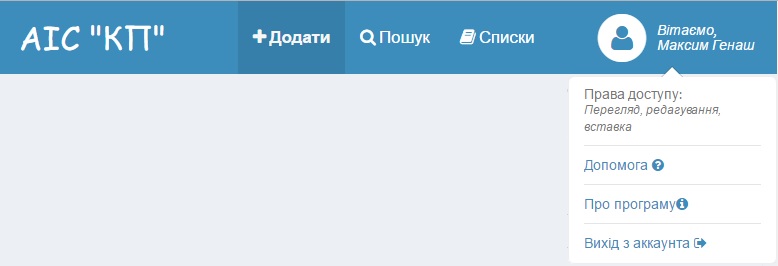 АІС "КП"
Додати
Пошук
Списки
Вітаємо,
Максим Генаш
Права доступу:
Перегляд, редагування,
вставка
Допомога
Про програму
Вихід з аккаунта